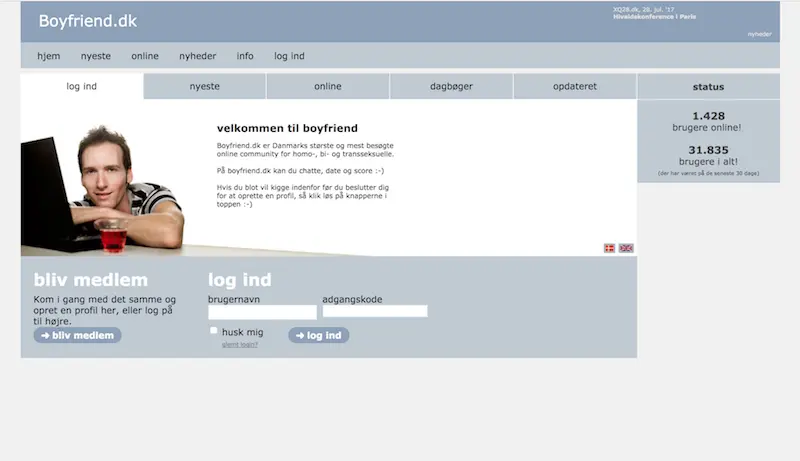 Boyfriend.dk
XQ28.dk, 28. jul. '17
Hivaidskonference i Paris
nyheder
hjem nyeste online nyheder info log ind
log ind nyeste online dagbøger opdateret status
velkommen til boyfriend
Boyfriend.dk er Danmarks største og mest besøgte
online community for homo-, bi- og transseksuelle.
På boyfriend.dk kan du chatte, date og score :-)
Hvis du blot vil kigge indenfor før du beslutter dig
for at oprette en profil, så klik løs på knapperne i
toppen :-)
1.428
brugere online!
31.835
brugere i alt!
(der har været på de seneste 30 dage)
bliv medlem
Kom i gang med det samme og
opret en profil her, eller log på
til højre.
➔ bliv medlem
log ind
brugernavn adgangskode
husk mig
glemt login?
➔ log ind